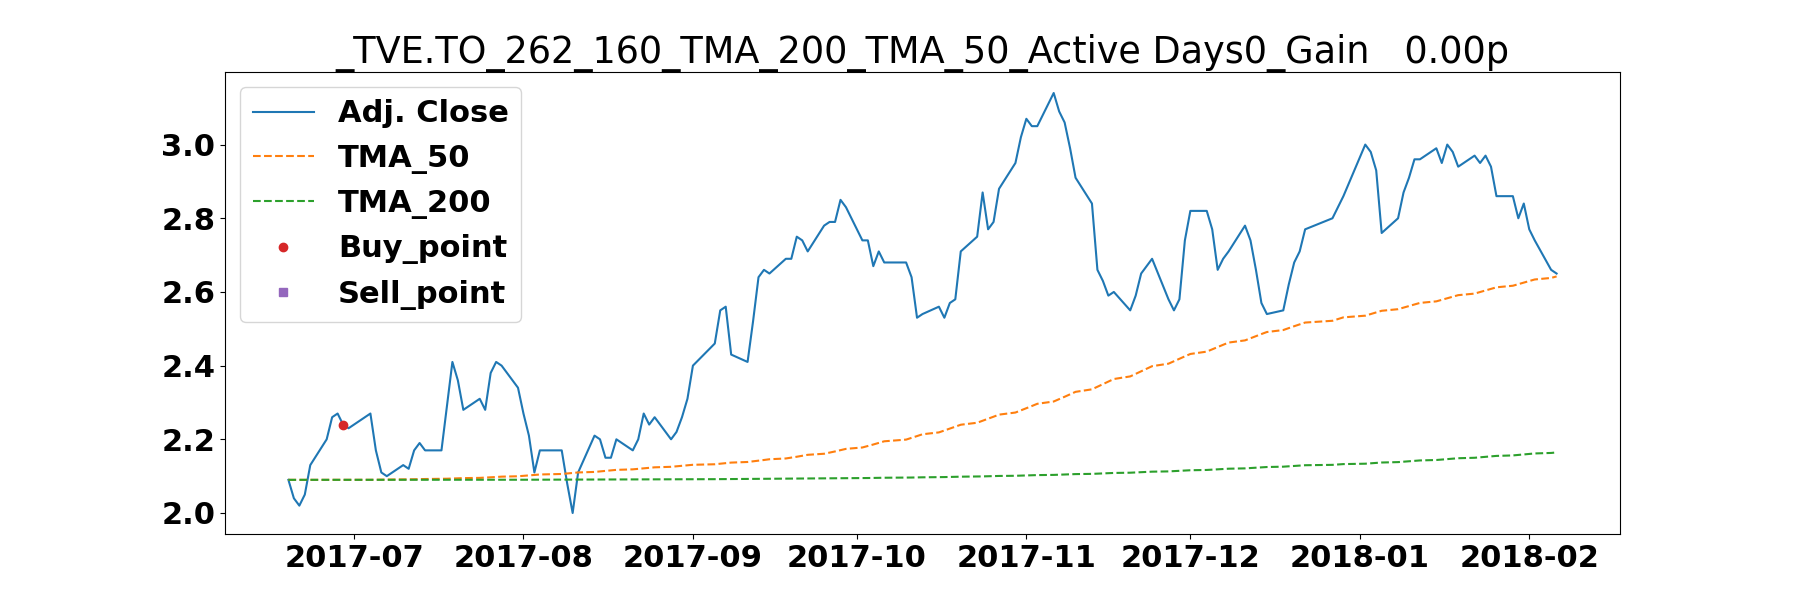 _TVE.TO_262_160_TMA_200_TMA_50_Active Days0_Gain   0.00p
Adj. Close
TMA_50
TMA_200
Buy_point
Sell_point
3.0
2.8
2.6
2.4
2.2
2.0
2017-07 2017-08 2017-09 2017-10 2017-11 2017-12 2018-01 2018-02